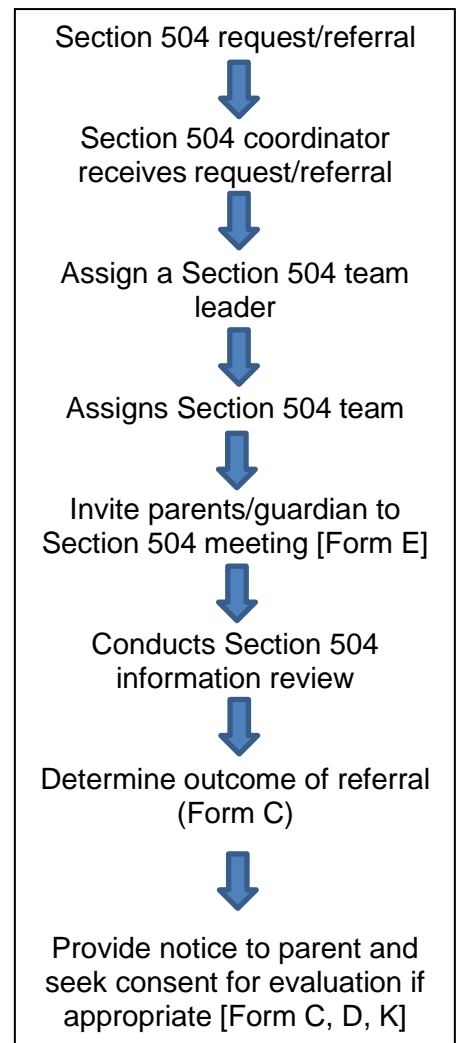 Section 504 request/referral
Section 504 coordinator
receives request/referral
Assign a Section 504 team
leader
Assigns Section 504 team
Invite parents/guardian to
Section 504 meeting [Form E]
Conducts Section 504
information review
Determine outcome of referral
(Form C)
Provide notice to parent and
seek consent for evaluation if
appropriate [Form C, D, K]